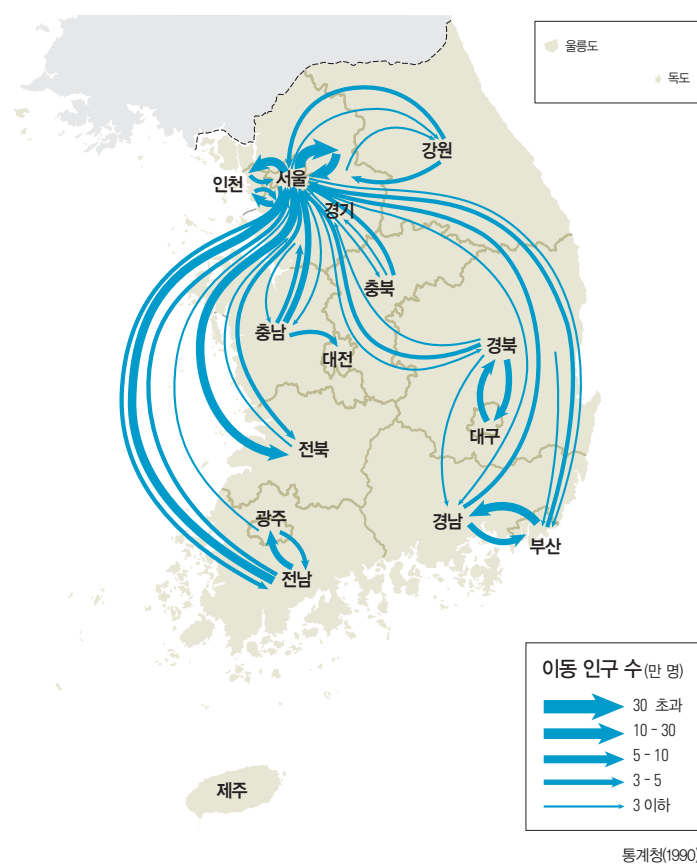 울릉도
독도
강원
인천
서울
경기
충북
충남
대전
경북
대구
전북
광주
경남
부산
전남
제주
이동 인구 수(만 명)
30 초과
10 - 30
5 - 10
3 - 5
3 이하
통계청(1990)